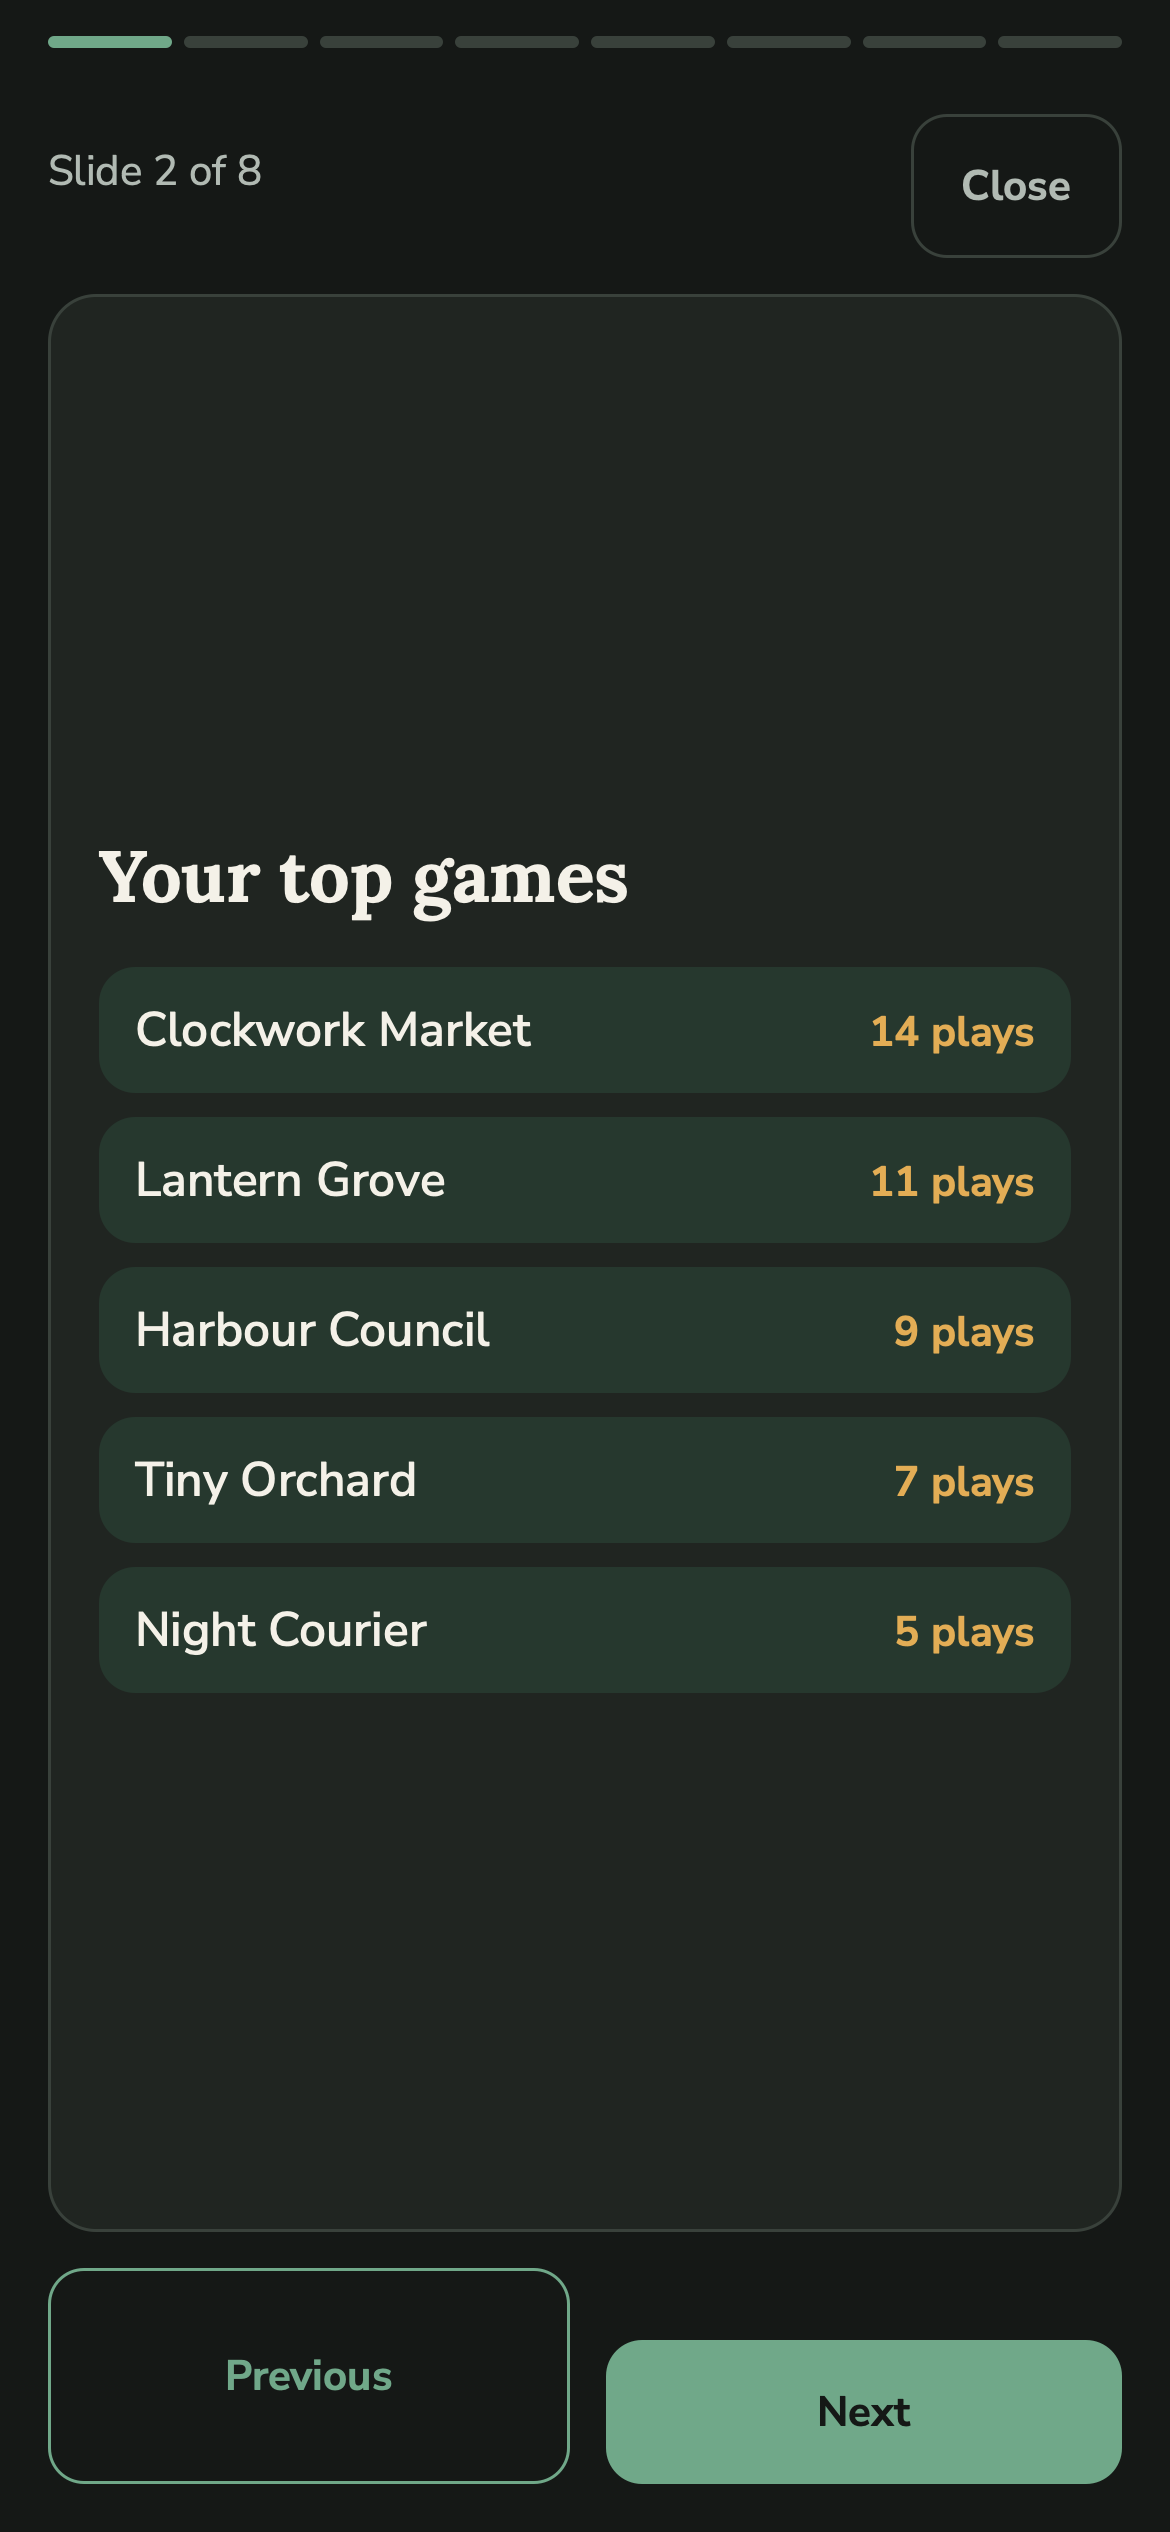 Slide 2 of 8
Close
Your top games
Clockwork Market 14 plays
Lantern Grove 11 plays
Harbour Council 9 plays
Tiny Orchard 7 plays
Night Courier 5 plays
Previous
Next